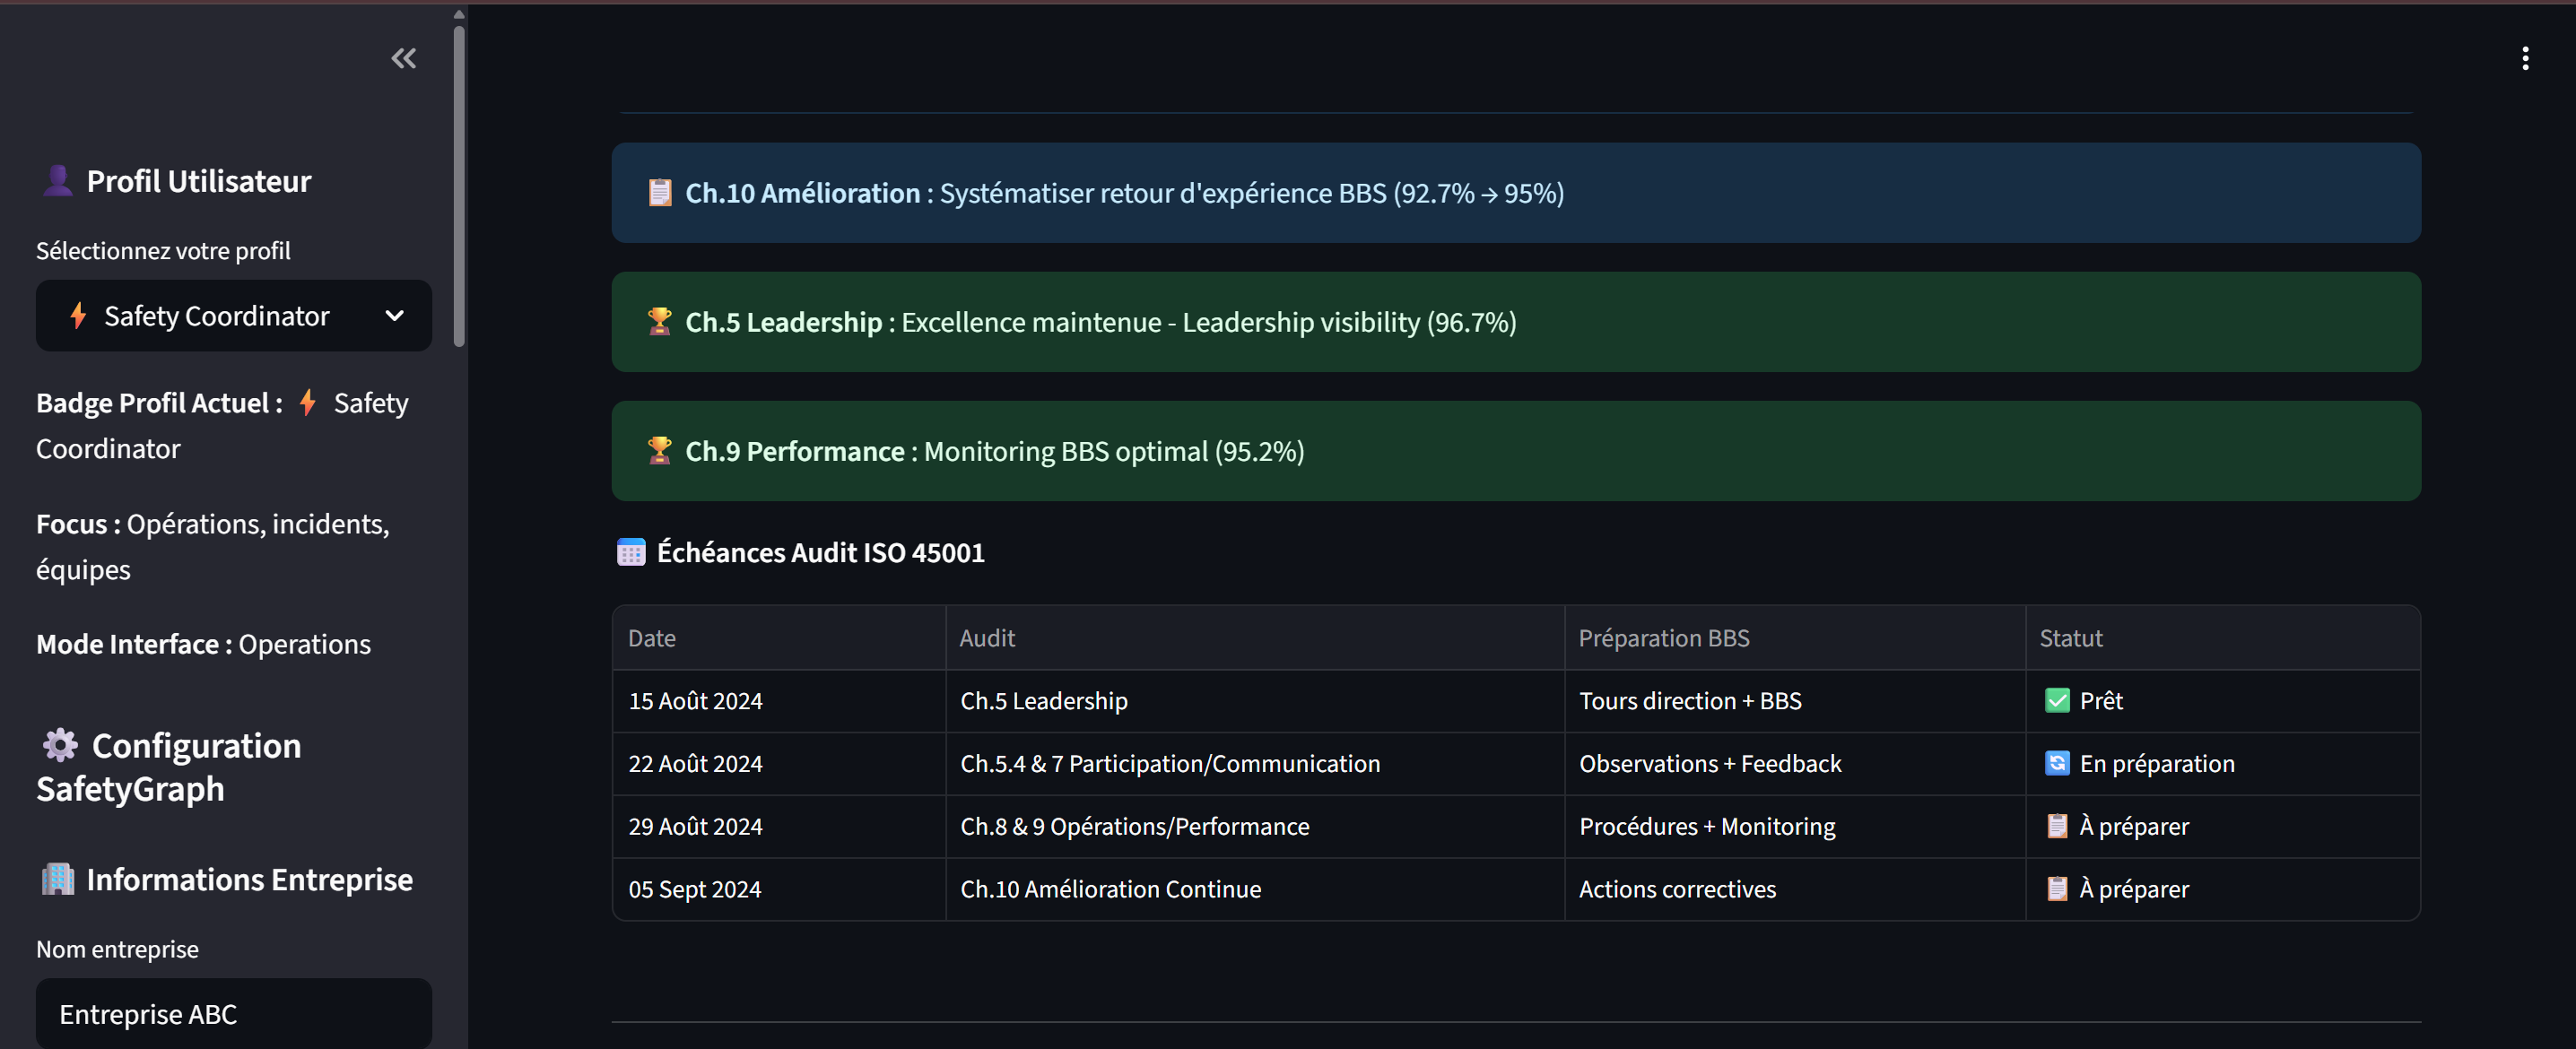 Profil Utilisateur
Sélectionnez votre profil
Safety Coordinator
Badge Profil Actuel : Safety
Coordinator
Focus : Opérations, incidents,
équipes
Mode Interface : Operations
Configuration
SafetyGraph
Informations Entreprise
Nom entreprise
Entreprise ABC
Ch.10 Amélioration : Systématiser retour d'expérience BBS (92.7% → 95%)
Ch.5 Leadership : Excellence maintenue - Leadership visibility (96.7%)
Ch.9 Performance : Monitoring BBS optimal (95.2%)
Échéances Audit ISO 45001
Date Audit Préparation BBS Statut
15 Août 2024 Ch.5 Leadership Tours direction + BBS Prêt
22 Août 2024 Ch.5.4 & 7 Participation/Communication Observations + Feedback En préparation
29 Août 2024 Ch.8 & 9 Opérations/Performance Procédures + Monitoring À préparer
05 Sept 2024 Ch.10 Amélioration Continue Actions correctives À préparer